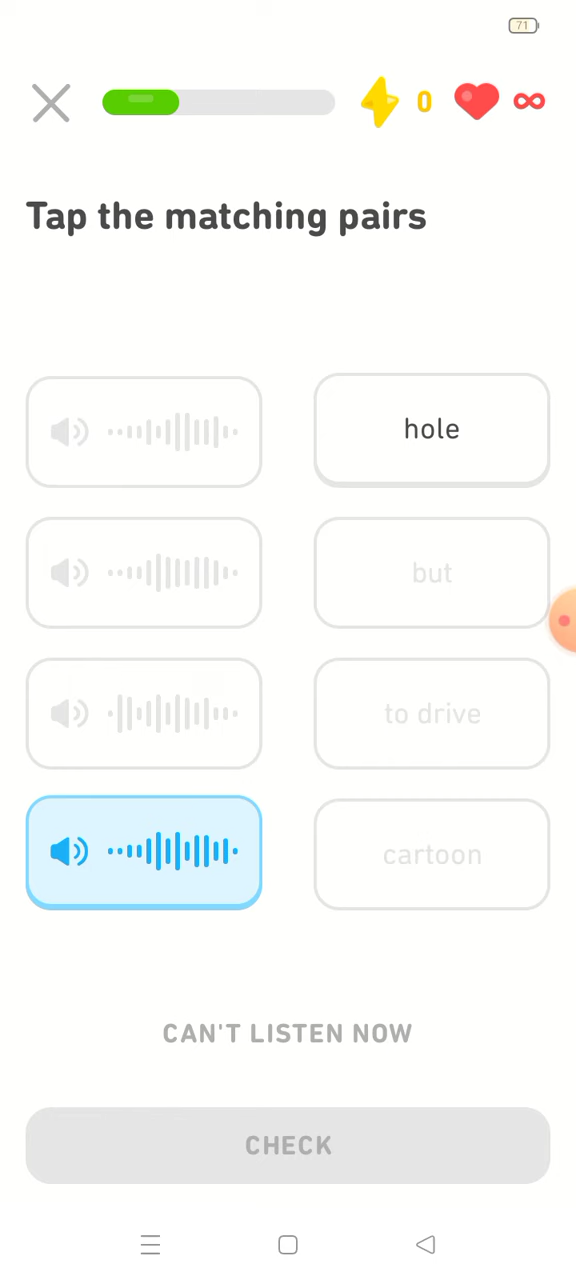 71
0
Tap the matching pairs
hole
but
to drive
cartoon
CAN'T LISTEN NOW
CHECK